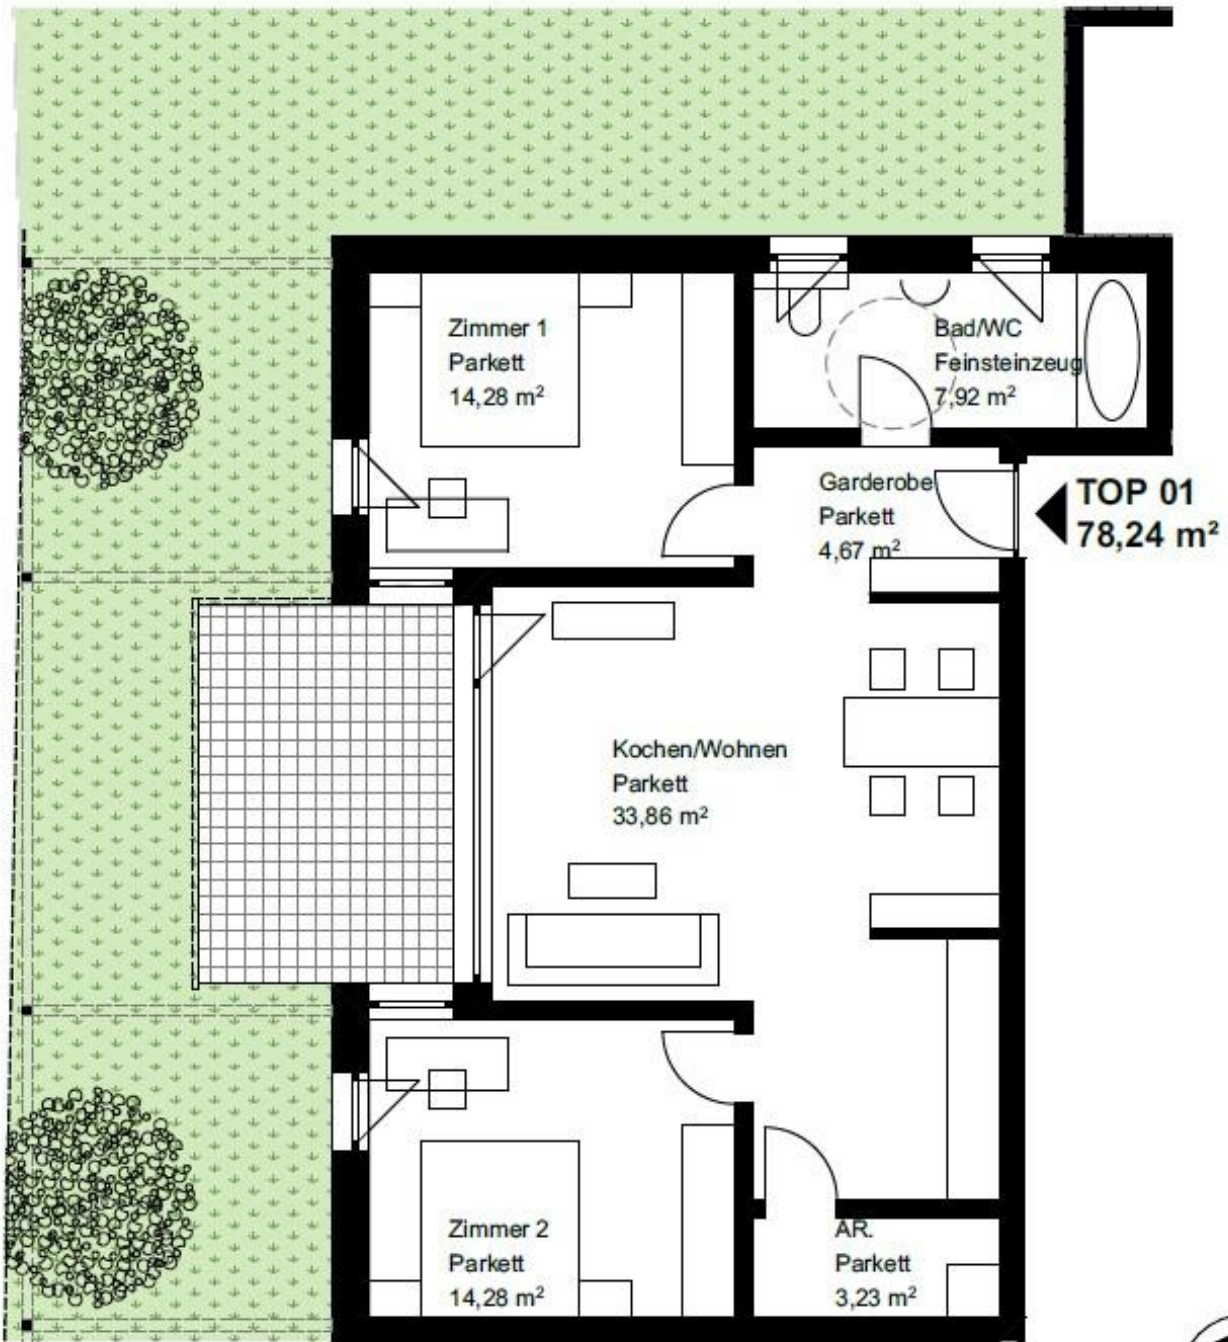 Zimmer 1
Parkett
14,28 m²
Bad/WC
Feinsteinzeug
7,92 m²
Garderobe
Parkett
4,67 m²
TOP 01
78,24 m²
Kochen/Wohnen
Parkett
33,86 m²
Zimmer 2
Parkett
14,28 m²
AR.
Parkett
3,23 m²